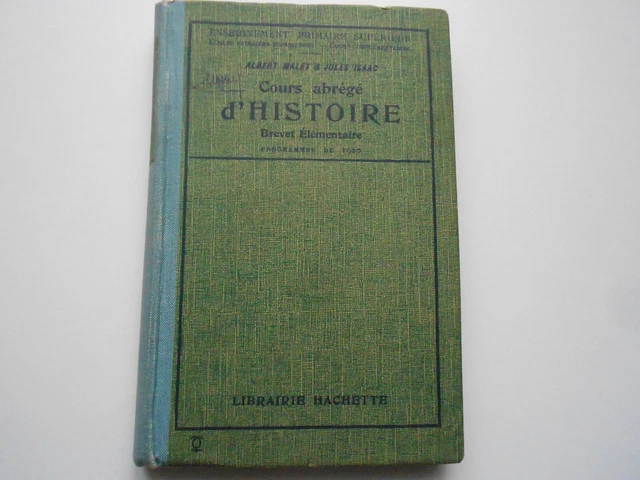 ENSEIGNEMENT PRIMAIRE SUPÉRIEUR
ALBERT MALET & JULES ISAAC
Cours abrégé
d'HISTOIRE
Brevet Élémentaire
PROGRAMMES DE 1920
LIBRAIRIE HACHETTE